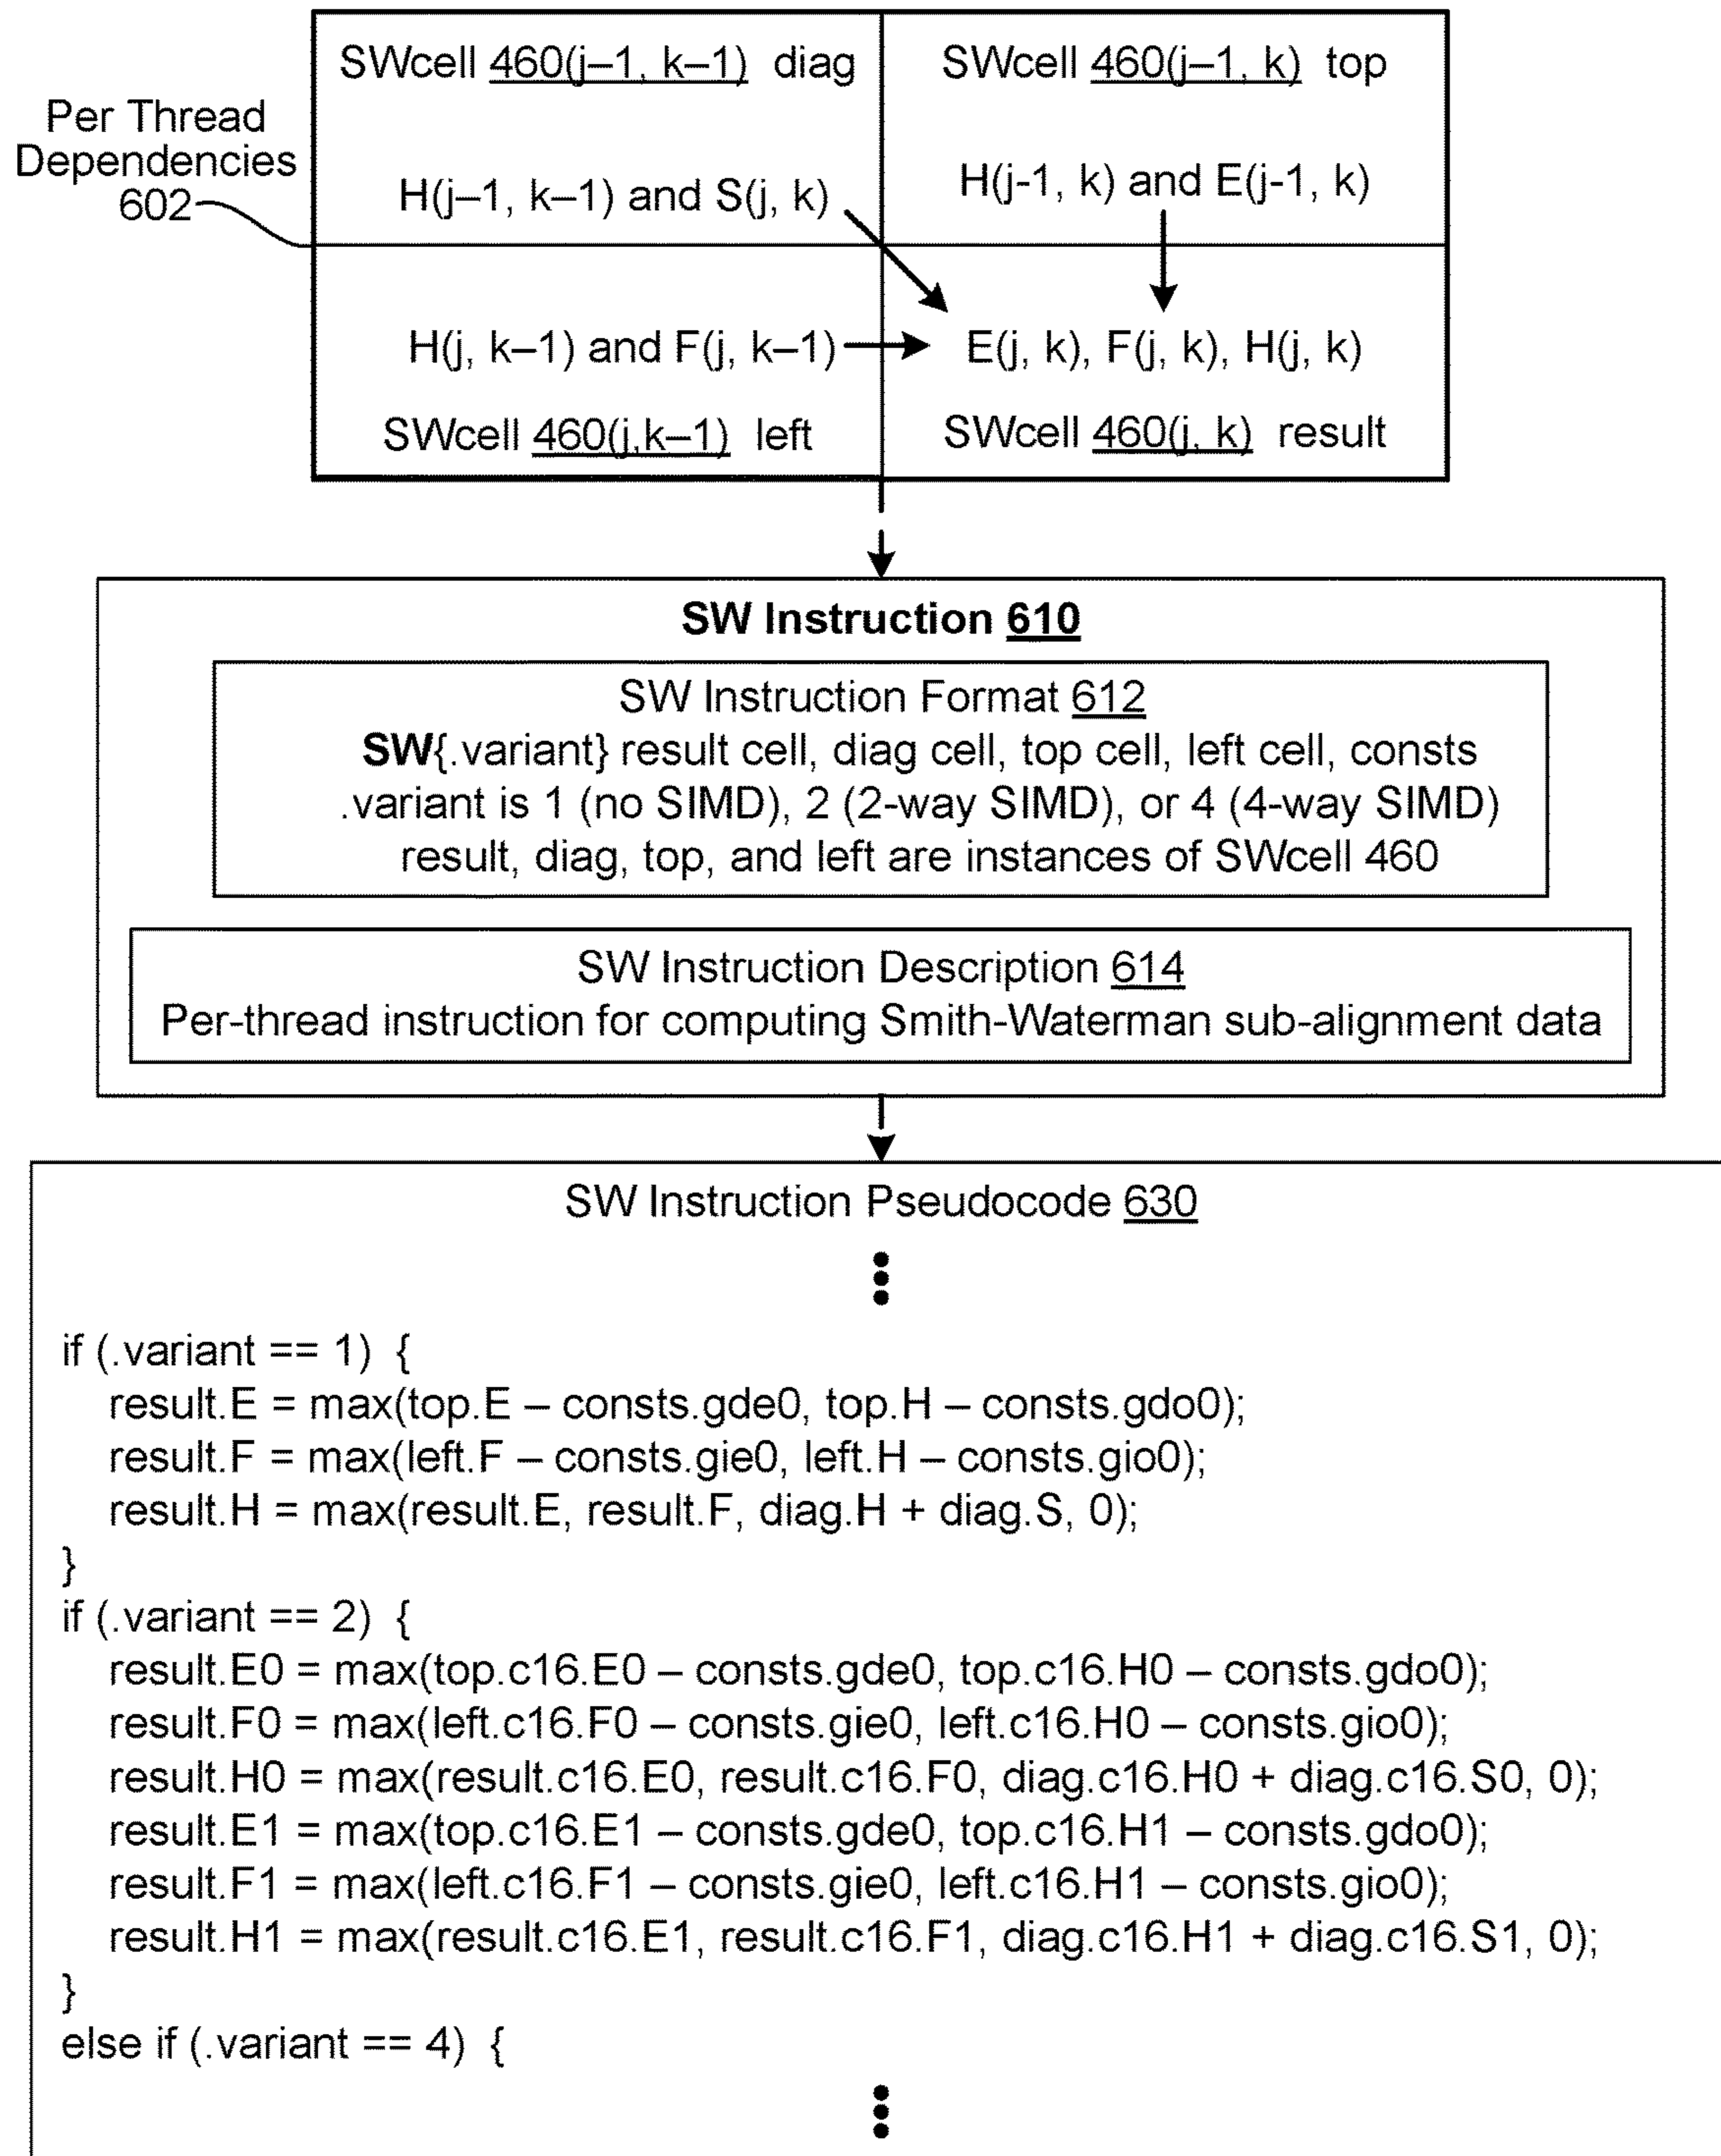 SWcell 460(j–1, k–1) diag
SWcell 460(j–1, k) top
Per Thread
Dependencies
602
H(j–1, k–1) and S(j, k)
H(j-1, k) and E(j-1, k)
H(j, k–1) and F(j, k–1)
E(j, k), F(j, k), H(j, k)
SWcell 460(j,k–1) left
SWcell 460(j, k) result
SW Instruction 610
SW Instruction Format 612
SW{.variant} result cell, diag cell, top cell, left cell, consts
.variant is 1 (no SIMD), 2 (2-way SIMD), or 4 (4-way SIMD)
result, diag, top, and left are instances of SWcell 460
SW Instruction Description 614
Per-thread instruction for computing Smith-Waterman sub-alignment data
SW Instruction Pseudocode 630
if (.variant == 1) {
result.E = max(top.E – consts.gde0, top.H – consts.gdo0);
result.F = max(left.F – consts.gie0, left.H – consts.gio0);
result.H = max(result.E, result.F, diag.H + diag.S, 0);
}
if (.variant == 2) {
result.E0 = max(top.c16.E0 – consts.gde0, top.c16.H0 – consts.gdo0);
result.F0 = max(left.c16.F0 – consts.gie0, left.c16.H0 – consts.gio0);
result.H0 = max(result.c16.E0, result.c16.F0, diag.c16.H0 + diag.c16.S0, 0);
result.E1 = max(top.c16.E1 – consts.gde0, top.c16.H1 – consts.gdo0);
result.F1 = max(left.c16.F1 – consts.gie0, left.c16.H1 – consts.gio0);
result.H1 = max(result.c16.E1, result.c16.F1, diag.c16.H1 + diag.c16.S1, 0);
}
else if (.variant == 4) {